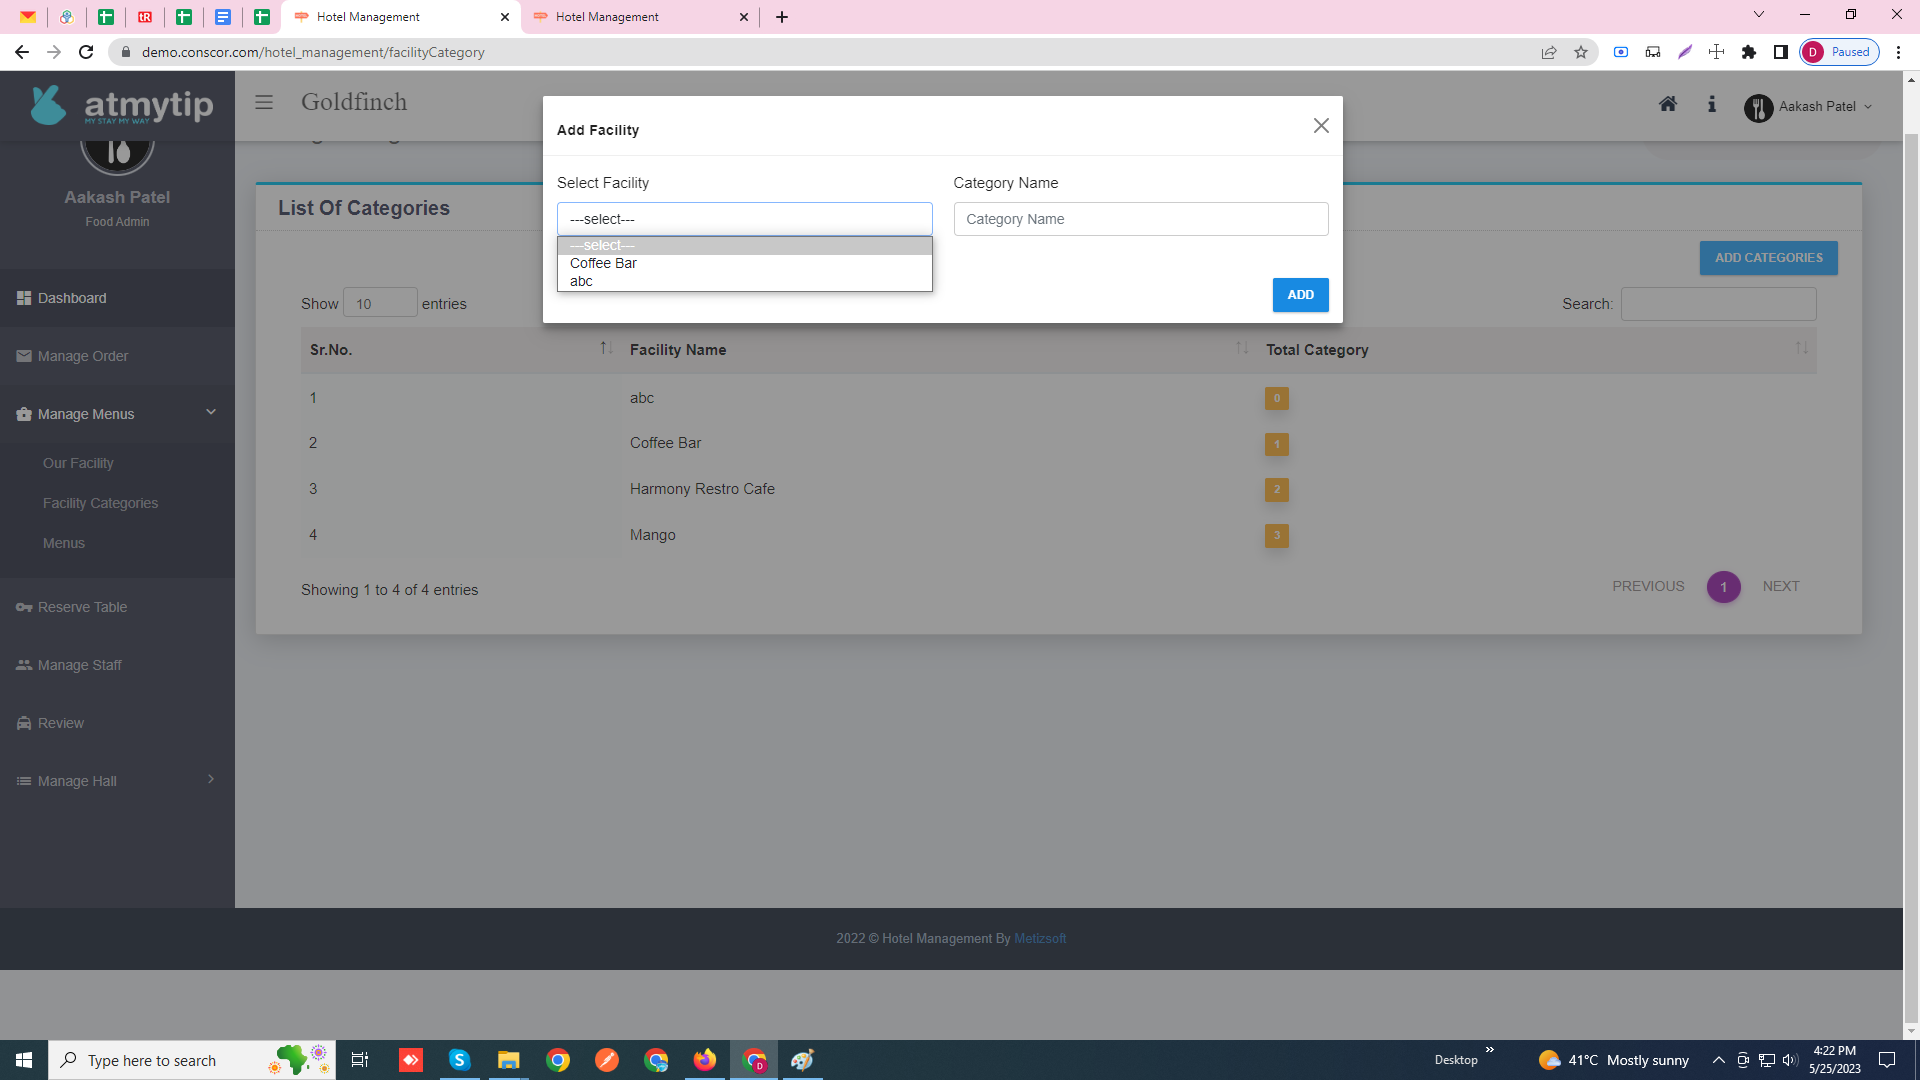 Hotel Management
Hotel Management
demo.conscor.com/hotel_management/facilityCategory
D Paused
atmytip
MY STAY MY WAY
Goldfinch
Aakash Patel
Aakash Patel
Food Admin
Dashboard
Manage Order
Manage Menus
Our Facility
Facility Categories
Menus
Reserve Table
Manage Staff
Review
Manage Hall
Add Facility
Select Facility
Category Name
---select---
Category Name
---select---
Coffee Bar
abc
ADD
List Of Categories
ADD CATEGORIES
Show 10 entries
Search:
Sr.No. Facility Name Total Category
1 abc 0
2 Coffee Bar 1
3 Harmony Restro Cafe 2
4 Mango 3
Showing 1 to 4 of 4 entries
PREVIOUS 1 NEXT
2022 © Hotel Management By Metizsoft
Type here to search
Desktop
41°C Mostly sunny
4:22 PM
5/25/2023